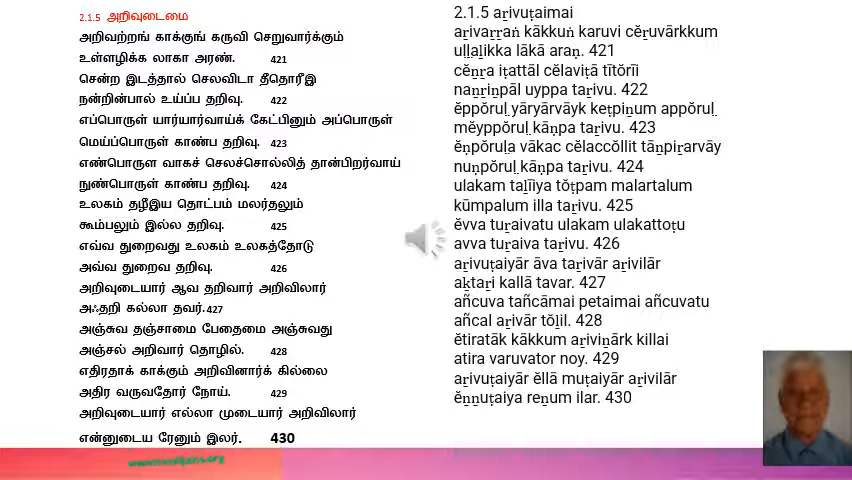 2.1.5 அறிவுடைமை
அறிவற்றங் காக்குங் கருவி செறுவார்க்கும்
உள்ளழிக்க லாகா அரண். 421
சென்ற இடத்தால் செலவிடா தீதொரீஇ
நன்றின்பால் உய்ப்ப தறிவு. 422
எப்பொருள் யார்யார்வாய்க் கேட்பினும் அப்பொருள்
மெய்ப்பொருள் காண்ப தறிவு. 423
எண்பொருள வாகச் செலச்சொல்லித் தான்பிறர்வாய்
நுண்பொருள் காண்ப தறிவு. 424
உலகம் தழீஇய தொட்பம் மலர்தலும்
கூம்பலும் இல்ல தறிவு. 425
எவ்வ துறைவது உலகம் உலகத்தோடு
அவ்வ துறைவ தறிவு. 426
அறிவுடையார் ஆவ தறிவார் அறிவிலார்
அஃதறி கல்லா தவர்.427
அஞ்சுவ தஞ்சாமை பேதைமை அஞ்சுவது
அஞ்சல் அறிவார் தொழில். 428
எதிரதாக் காக்கும் அறிவினார்க் கில்லை
அதிர வருவதோர் நோய். 429
அறிவுடையார் எல்லா முடையார் அறிவிலார்
என்னுடைய ரேனும் இலர். 430
2.1.5 aṟivuṭaimai
aṟivaṟṟaṅ kākkuṅ karuvi cĕṟuvārkkum
uḷḷaḻikka lākā araṇ. 421
cĕṉṟa iṭattāl cĕlaviṭā tītŏrīi
naṉṟiṉpāl uyppa taṟivu. 422
ĕppŏruḷ yāryārvāyk keṭpiṉum appŏruḷ
mĕyppŏruḷ kāṇpa taṟivu. 423
ĕṇpŏruḷa vākac cĕlaccŏllit tāṉpiṟarvāy
nuṇpŏruḷ kāṇpa taṟivu. 424
ulakam taḻīiya tŏṭpam malartalum
kūmpalum illa taṟivu. 425
ĕvva tuṟaivatu ulakam ulakattoṭu
avva tuṟaiva taṟivu. 426
aṟivuṭaiyār āva taṟivār aṟivilār
aḵtaṟi kallā tavar. 427
añcuva tañcāmai petaimai añcuvatu
añcal aṟivār tŏḻil. 428
ĕtiratāk kākkum aṟiviṉārk killai
atira varuvator noy. 429
aṟivuṭaiyār ĕllā muṭaiyār aṟivilār
ĕṉṉuṭaiya reṉum ilar. 430